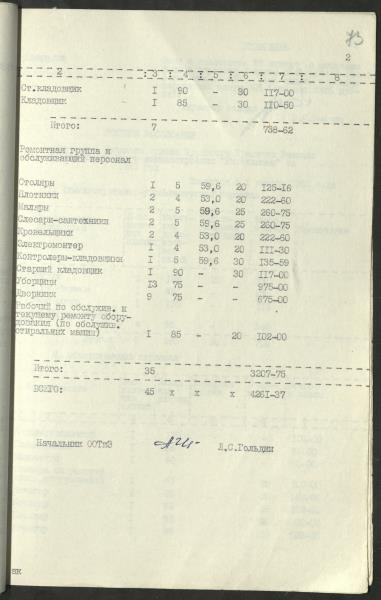 73
2
2 : 3 I 4 I 5 I 6 I 7 I 8
Ст.кладовщик I 90 - 30 II7-00
Кладовщик I 85 - 30 II0-50
Итого: 7 738-62
Ремонтная группа и
обслуживающий персонал
Столяры I 5 59,6 20 I25-I6
Плотники 2 4 53,0 20 222-60
Маляры 2 5 59,6 25 260-75
Слесари-сантехники 2 5 59,6 25 260-75
Кровельщики 2 4 53,0 20 222-60
Электромонтер I 4 53,0 20 III-30
Контролеры-кладовщики I 5 59,6 30 I35-59
Старший кладовщик I 90 - 30 II7-00
Уборщицы I3 75 - - 975-00
Дворники 9 75 - - 675-00
Рабочий по обслужив. и
текущему ремонту обору-
дования (по обслужив.
стиральных машин) I 85 - 20 I02-00
Итого: 35 3207-75
ВСЕГО: 45 х х х 426I-37
Начальник ООТиЗ Л.С.Гольдин